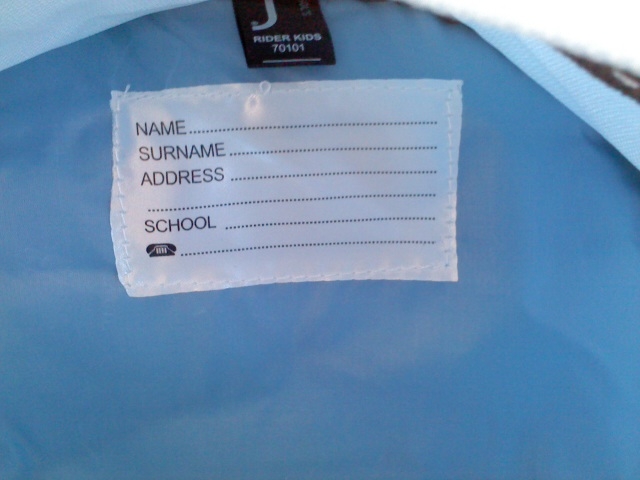 J
RIDER KIDS
70101
NAME
SURNAME
ADDRESS
SCHOOL